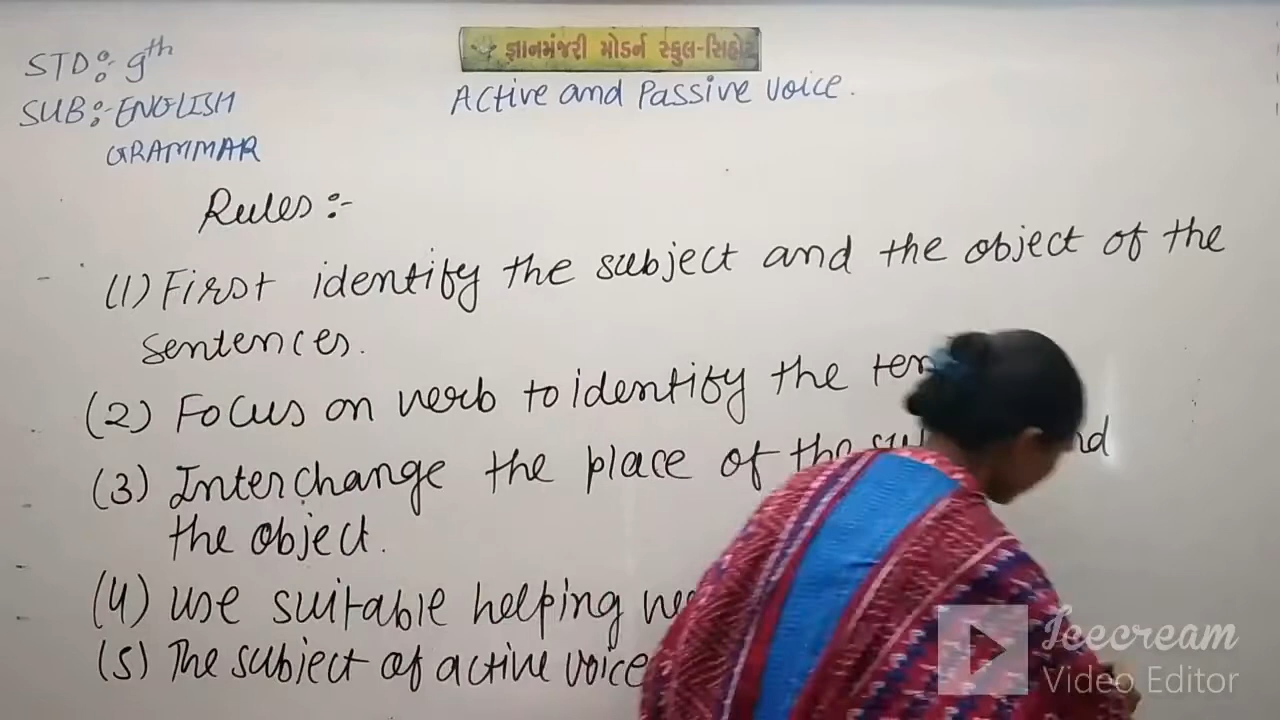 STD:- 9th
જ્ઞાનમંજરી મોડર્ન સ્કુલ-સિહોર
SUB:-ENGLISH
GRAMMAR
Active and Passive voice.
Rules:-
(1) First identify the subject and the object of the
sentences.
(2) Focus on verb to identify the
(3) Interchange the place of the
the object.
(4) use suitable helping
(5) The subject of active voice
Icecream
Video Editor